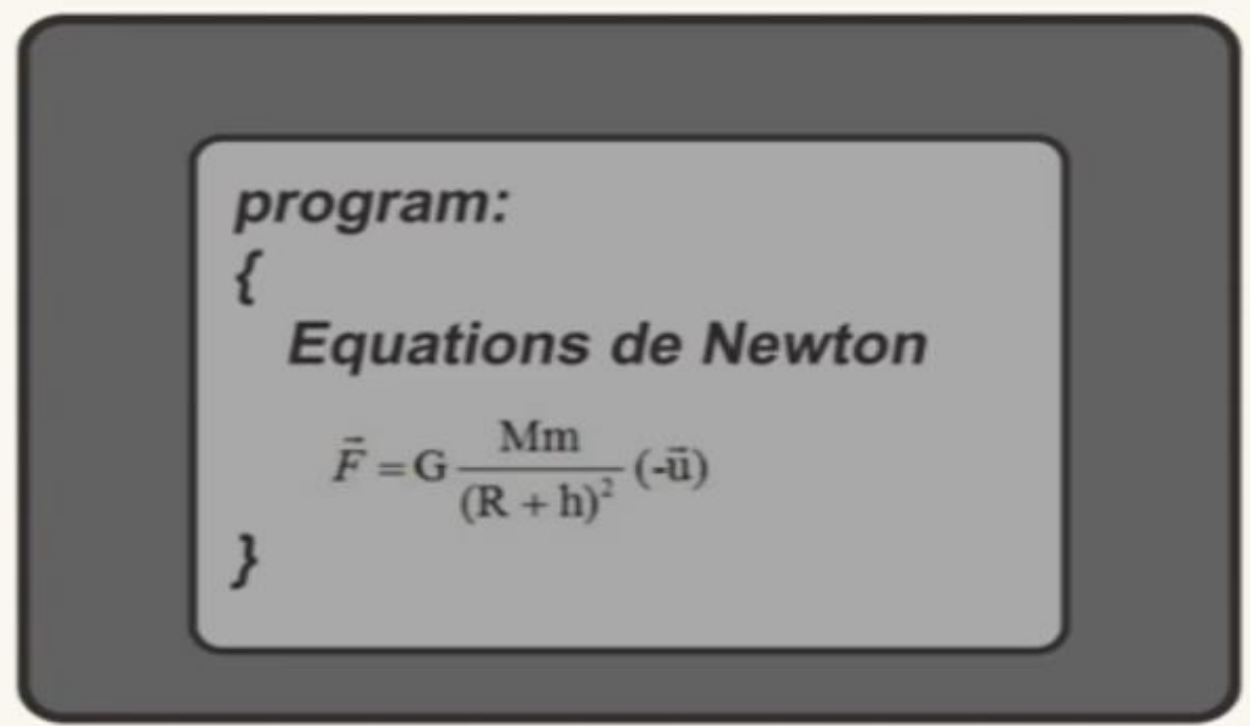 program:
{
Equations de Newton
F⃗ = G Mm / (R + h)² (-u⃗)
}